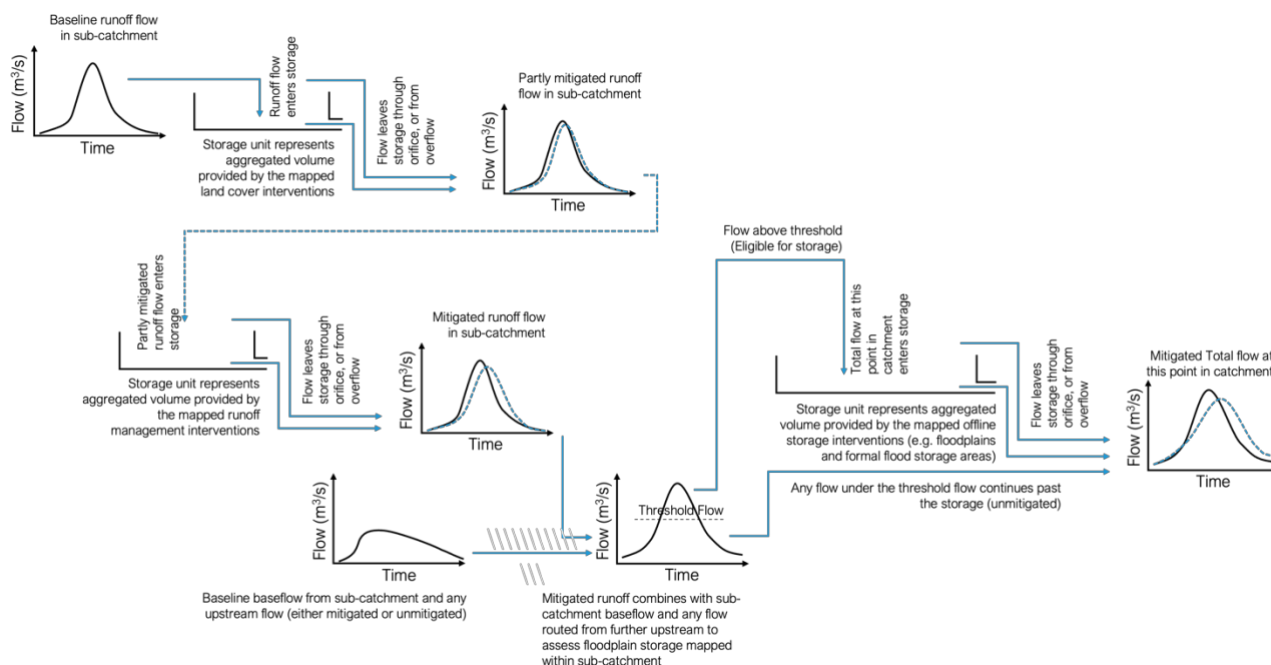 Baseline runoff flow
in sub-catchment
Flow (m³/s)
Time
Runoff flow
enters storage
Storage unit represents
aggregated volume
provided by the mapped
land cover interventions
Flow leaves
storage through
orifice, or from
overflow
Partly mitigated runoff
flow in sub-catchment
Flow (m³/s)
Time
Partly mitigated
runoff flow enters
storage
Storage unit represents
aggregated volume provided by
the mapped runoff
management interventions
Flow leaves
storage through
orifice, or from
overflow
Mitigated runoff flow
in sub-catchment
Flow (m³/s)
Time
Flow (m³/s)
Time
Baseline baseflow from sub-catchment and any
upstream flow (either mitigated or unmitigated)
Flow (m³/s)
Threshold Flow
Time
Mitigated runoff combines with sub-
catchment baseflow and any flow
routed from further upstream to
assess floodplain storage mapped
within sub-catchment
Flow above threshold
(Eligible for storage)
Total flow at this
point in
catchment
enters storage
Storage unit represents aggregated
volume provided by the mapped offline
storage interventions (e.g. floodplains
and formal flood storage areas)
Flow leaves
storage through
orifice, or from
overflow
Any flow under the threshold flow continues past
the storage (unmitigated)
Mitigated Total flow at
this point in catchment
Flow (m³/s)
Time